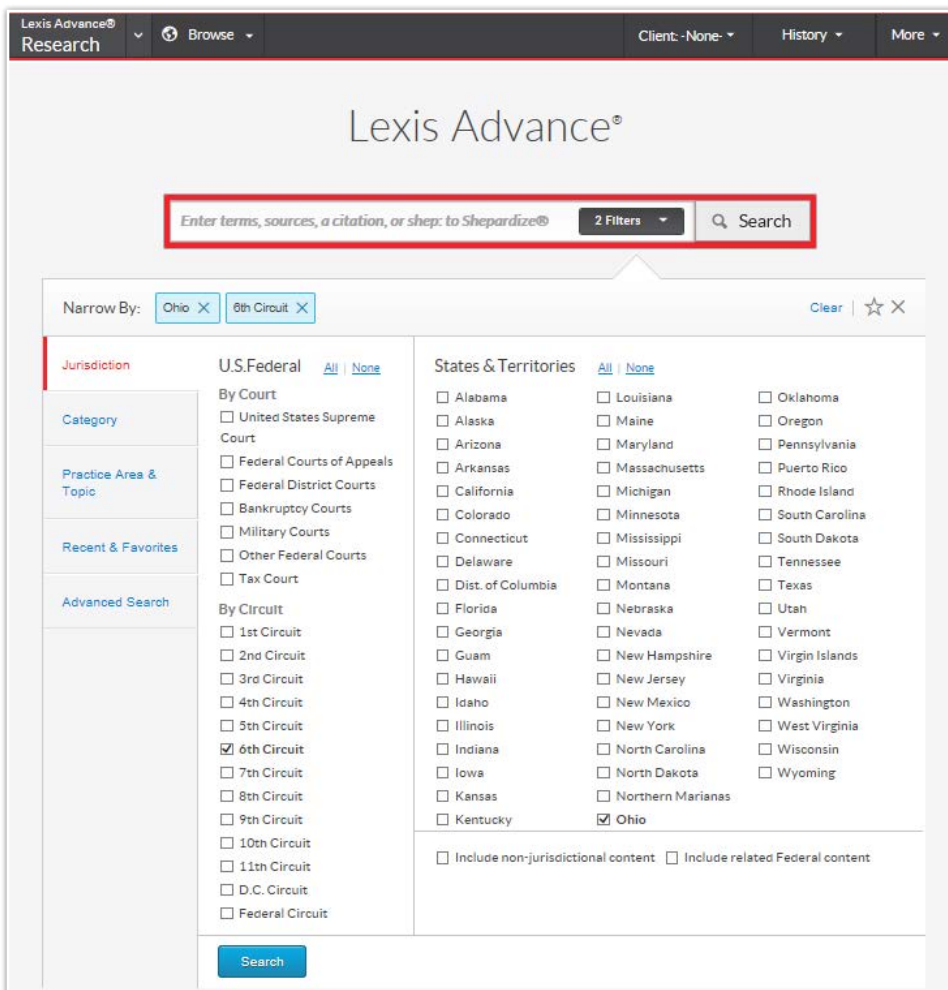 Lexis Advance®
Research
Browse
Client: -None-
History
More
Lexis Advance®
Enter terms, sources, a citation, or shep: to Shepardize®
2 Filters
Search
Narrow By:
Ohio
6th Circuit
Clear
Jurisdiction
Category
Practice Area &
Topic
Recent & Favorites
Advanced Search
U.S.Federal All | None
By Court
United States Supreme
Court
Federal Courts of Appeals
Federal District Courts
Bankruptcy Courts
Military Courts
Other Federal Courts
Tax Court
By Circuit
1st Circuit
2nd Circuit
3rd Circuit
4th Circuit
5th Circuit
6th Circuit
7th Circuit
8th Circuit
9th Circuit
10th Circuit
11th Circuit
D.C. Circuit
Federal Circuit
States & Territories All | None
Alabama
Alaska
Arizona
Arkansas
California
Colorado
Connecticut
Delaware
Dist. of Columbia
Florida
Georgia
Guam
Hawaii
Idaho
Illinois
Indiana
Iowa
Kansas
Kentucky
Louisiana
Maine
Maryland
Massachusetts
Michigan
Minnesota
Mississippi
Missouri
Montana
Nebraska
Nevada
New Hampshire
New Jersey
New Mexico
New York
North Carolina
North Dakota
Northern Marianas
Ohio
Oklahoma
Oregon
Pennsylvania
Puerto Rico
Rhode Island
South Carolina
South Dakota
Tennessee
Texas
Utah
Vermont
Virgin Islands
Virginia
Washington
West Virginia
Wisconsin
Wyoming
Include non-jurisdictional content
Include related Federal content
Search